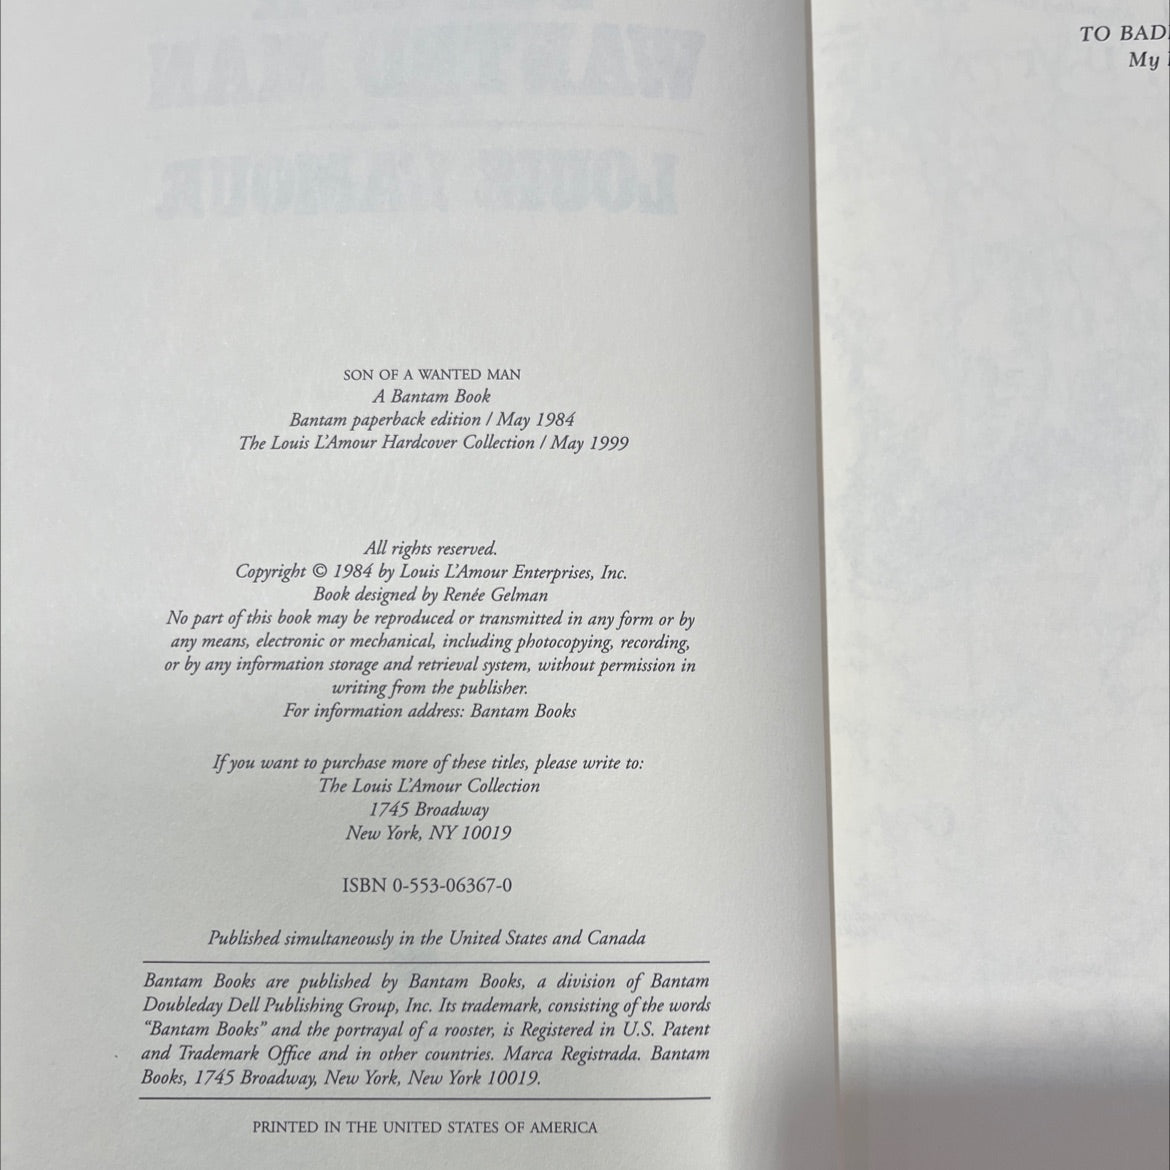 SON OF A WANTED MAN
A Bantam Book
Bantam paperback edition / May 1984
The Louis L'Amour Hardcover Collection / May 1999
All rights reserved.
Copyright © 1984 by Louis L'Amour Enterprises, Inc.
Book designed by Renée Gelman
No part of this book may be reproduced or transmitted in any form or by
any means, electronic or mechanical, including photocopying, recording,
or by any information storage and retrieval system, without permission in
writing from the publisher.
For information address: Bantam Books
If you want to purchase more of these titles, please write to:
The Louis L'Amour Collection
1745 Broadway
New York, NY 10019
ISBN 0-553-06367-0
Published simultaneously in the United States and Canada
Bantam Books are published by Bantam Books, a division of Bantam
Doubleday Dell Publishing Group, Inc. Its trademark, consisting of the words
“Bantam Books” and the portrayal of a rooster, is Registered in U.S. Patent
and Trademark Office and in other countries. Marca Registrada. Bantam
Books, 1745 Broadway, New York, New York 10019.
PRINTED IN THE UNITED STATES OF AMERICA
TO BAD
My